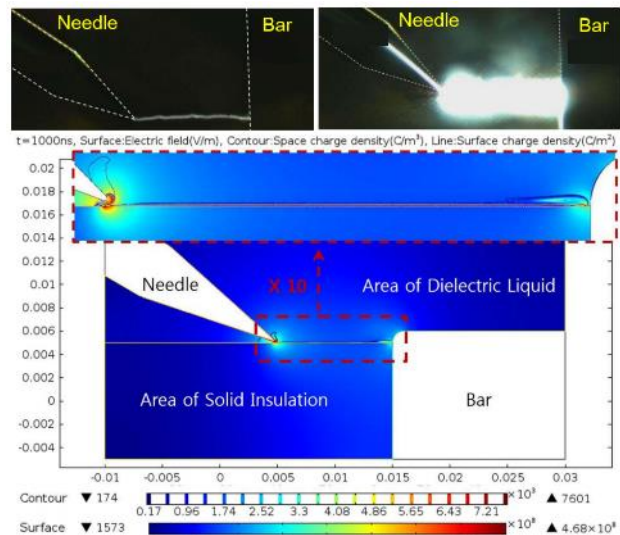 Needle Bar Needle Bar
t=1000ns, Surface:Electric field(V/m), Contour:Space charge density(C/m³), Line:Surface charge density(C/m²)
0.02
0.018
0.016
0.014
0.012
0.01
0.008
0.006
0.004
0.002
0
-0.002
-0.004
Needle
X 10
Area of Dielectric Liquid
Area of Solid Insulation
Bar
-0.01 -0.005 0 0.005 0.01 0.015 0.02 0.025 0.03
Contour ▼ 174 ×10³ ▲ 7601
0.17 0.96 1.74 2.52 3.3 4.08 4.86 5.65 6.43 7.21
Surface ▼ 1573 ×10⁸ ▲ 4.68×10⁸